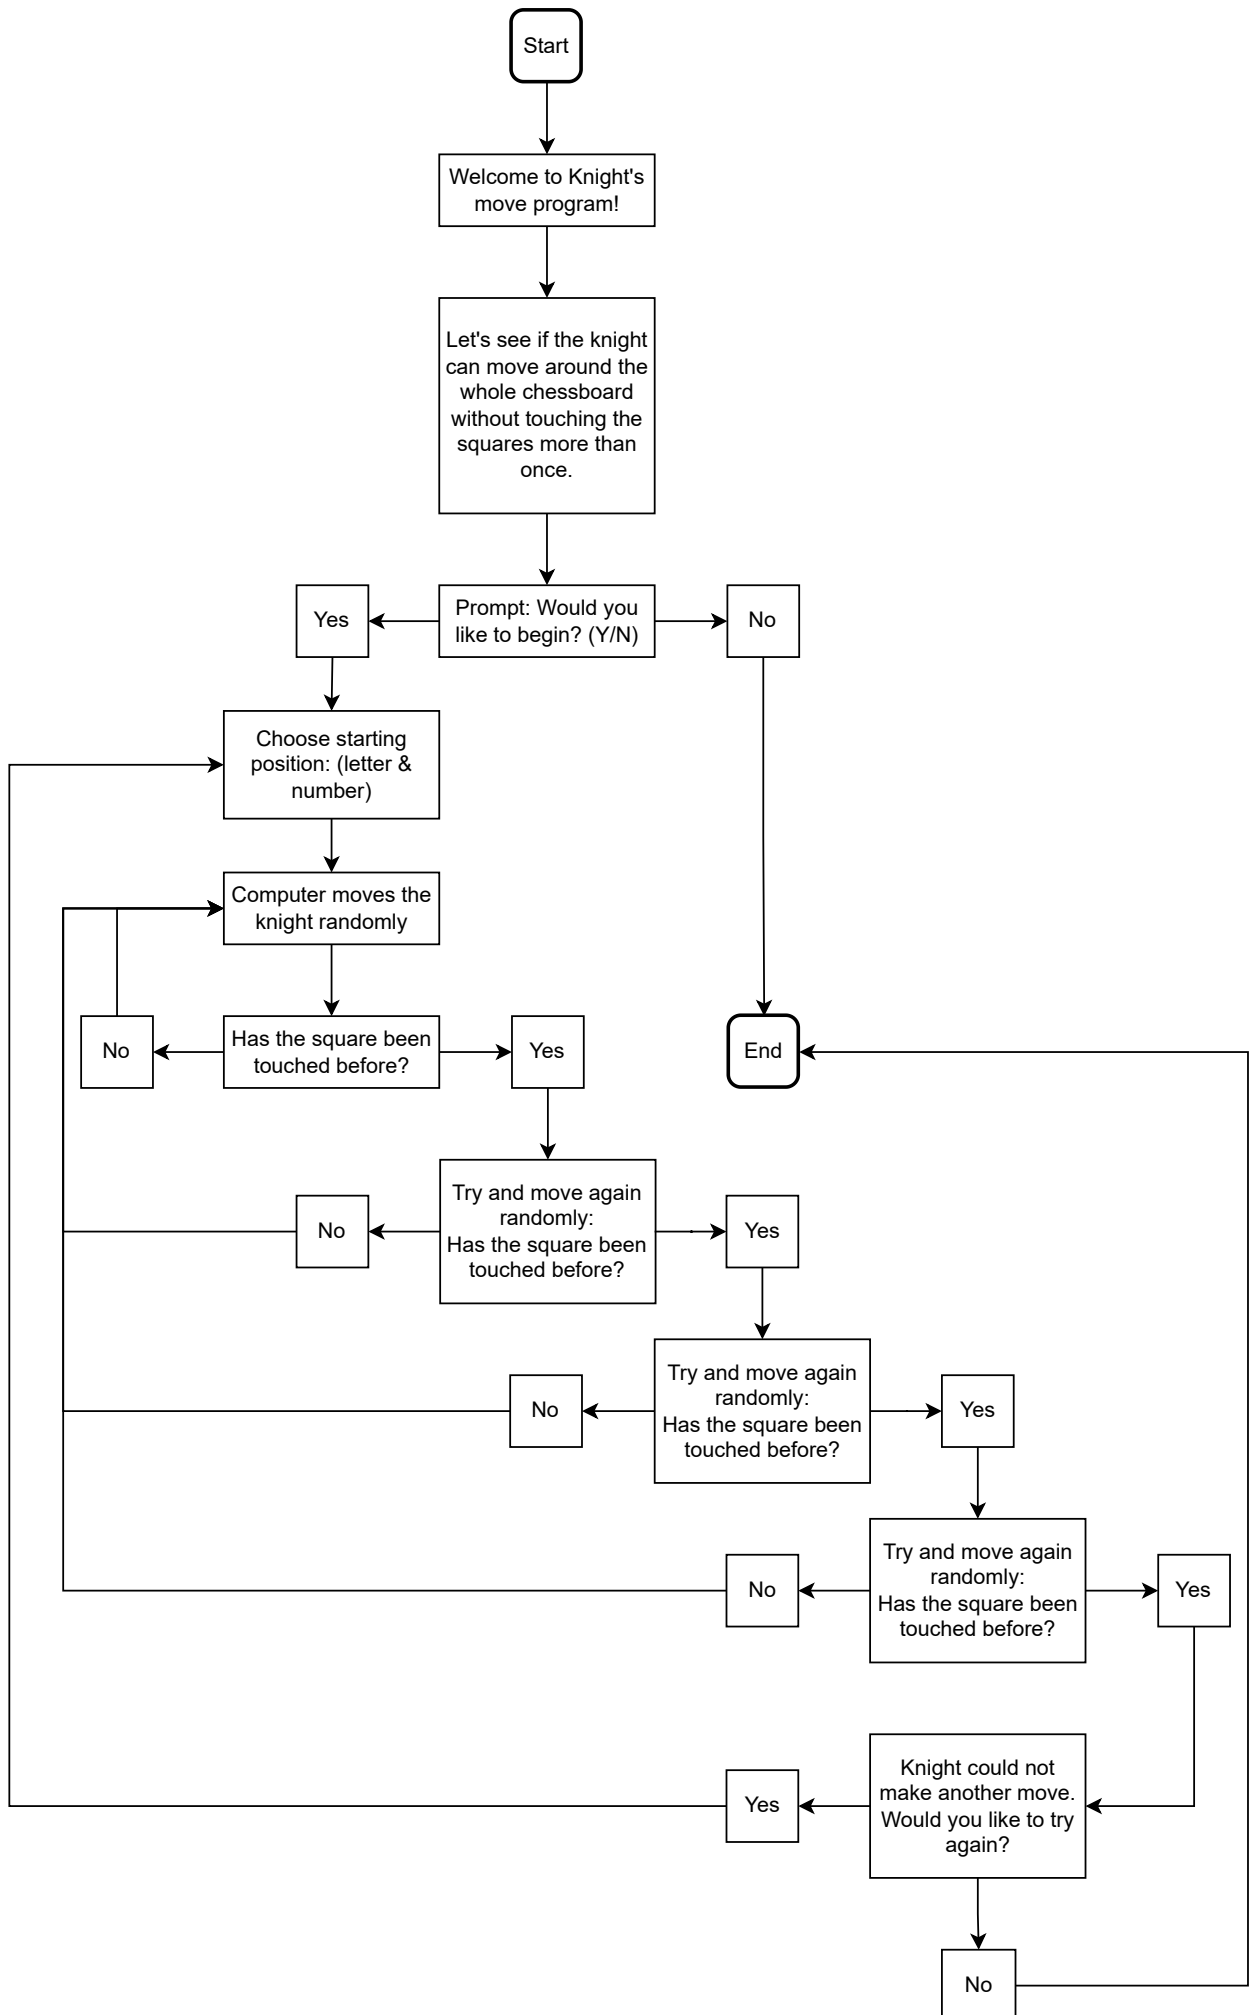 Start
Welcome to Knight's
move program!
Let's see if the knight
can move around the
whole chessboard
without touching the
squares more than
once.
Yes
Prompt: Would you
like to begin? (Y/N)
No
Choose starting
position: (letter &
number)
Computer moves the
knight randomly
No
Has the square been
touched before?
Yes
End
No
Try and move again
randomly:
Has the square been
touched before?
Yes
No
Try and move again
randomly:
Has the square been
touched before?
Yes
No
Try and move again
randomly:
Has the square been
touched before?
Yes
Yes
Knight could not
make another move.
Would you like to try
again?
No